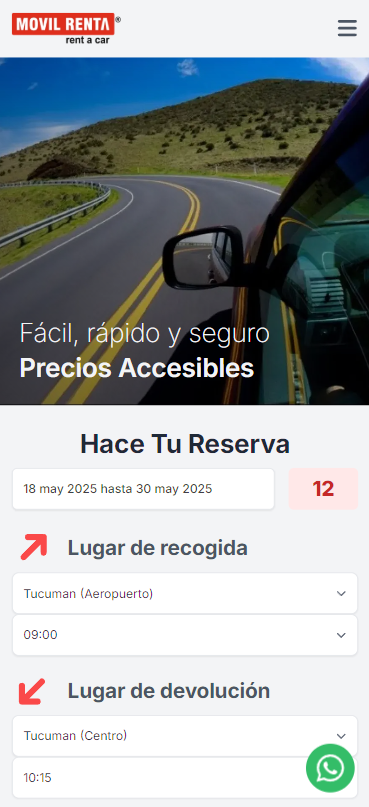 MOVIL RENTA®
rent a car
Fácil, rápido y seguro
Precios Accesibles
Hace Tu Reserva
18 may 2025 hasta 30 may 2025
12
Lugar de recogida
Tucuman (Aeropuerto)
09:00
Lugar de devolución
Tucuman (Centro)
10:15